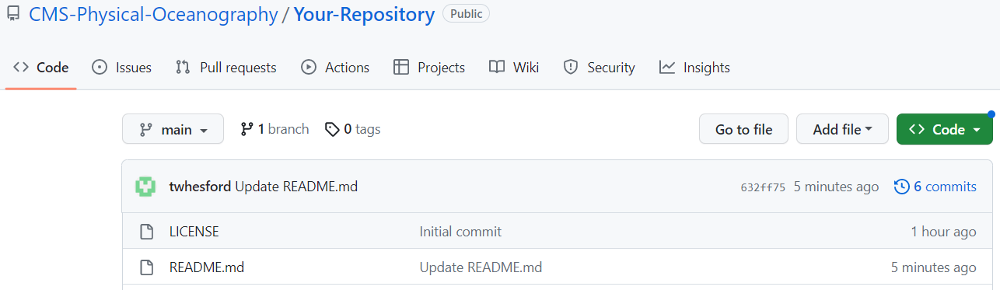 CMS-Physical-Oceanography / Your-Repository Public
Code Issues Pull requests Actions Projects Wiki Security Insights
main 1 branch 0 tags Go to file Add file Code
twhesford Update README.md 632ff75 5 minutes ago 6 commits
LICENSE Initial commit 1 hour ago
README.md Update README.md 5 minutes ago